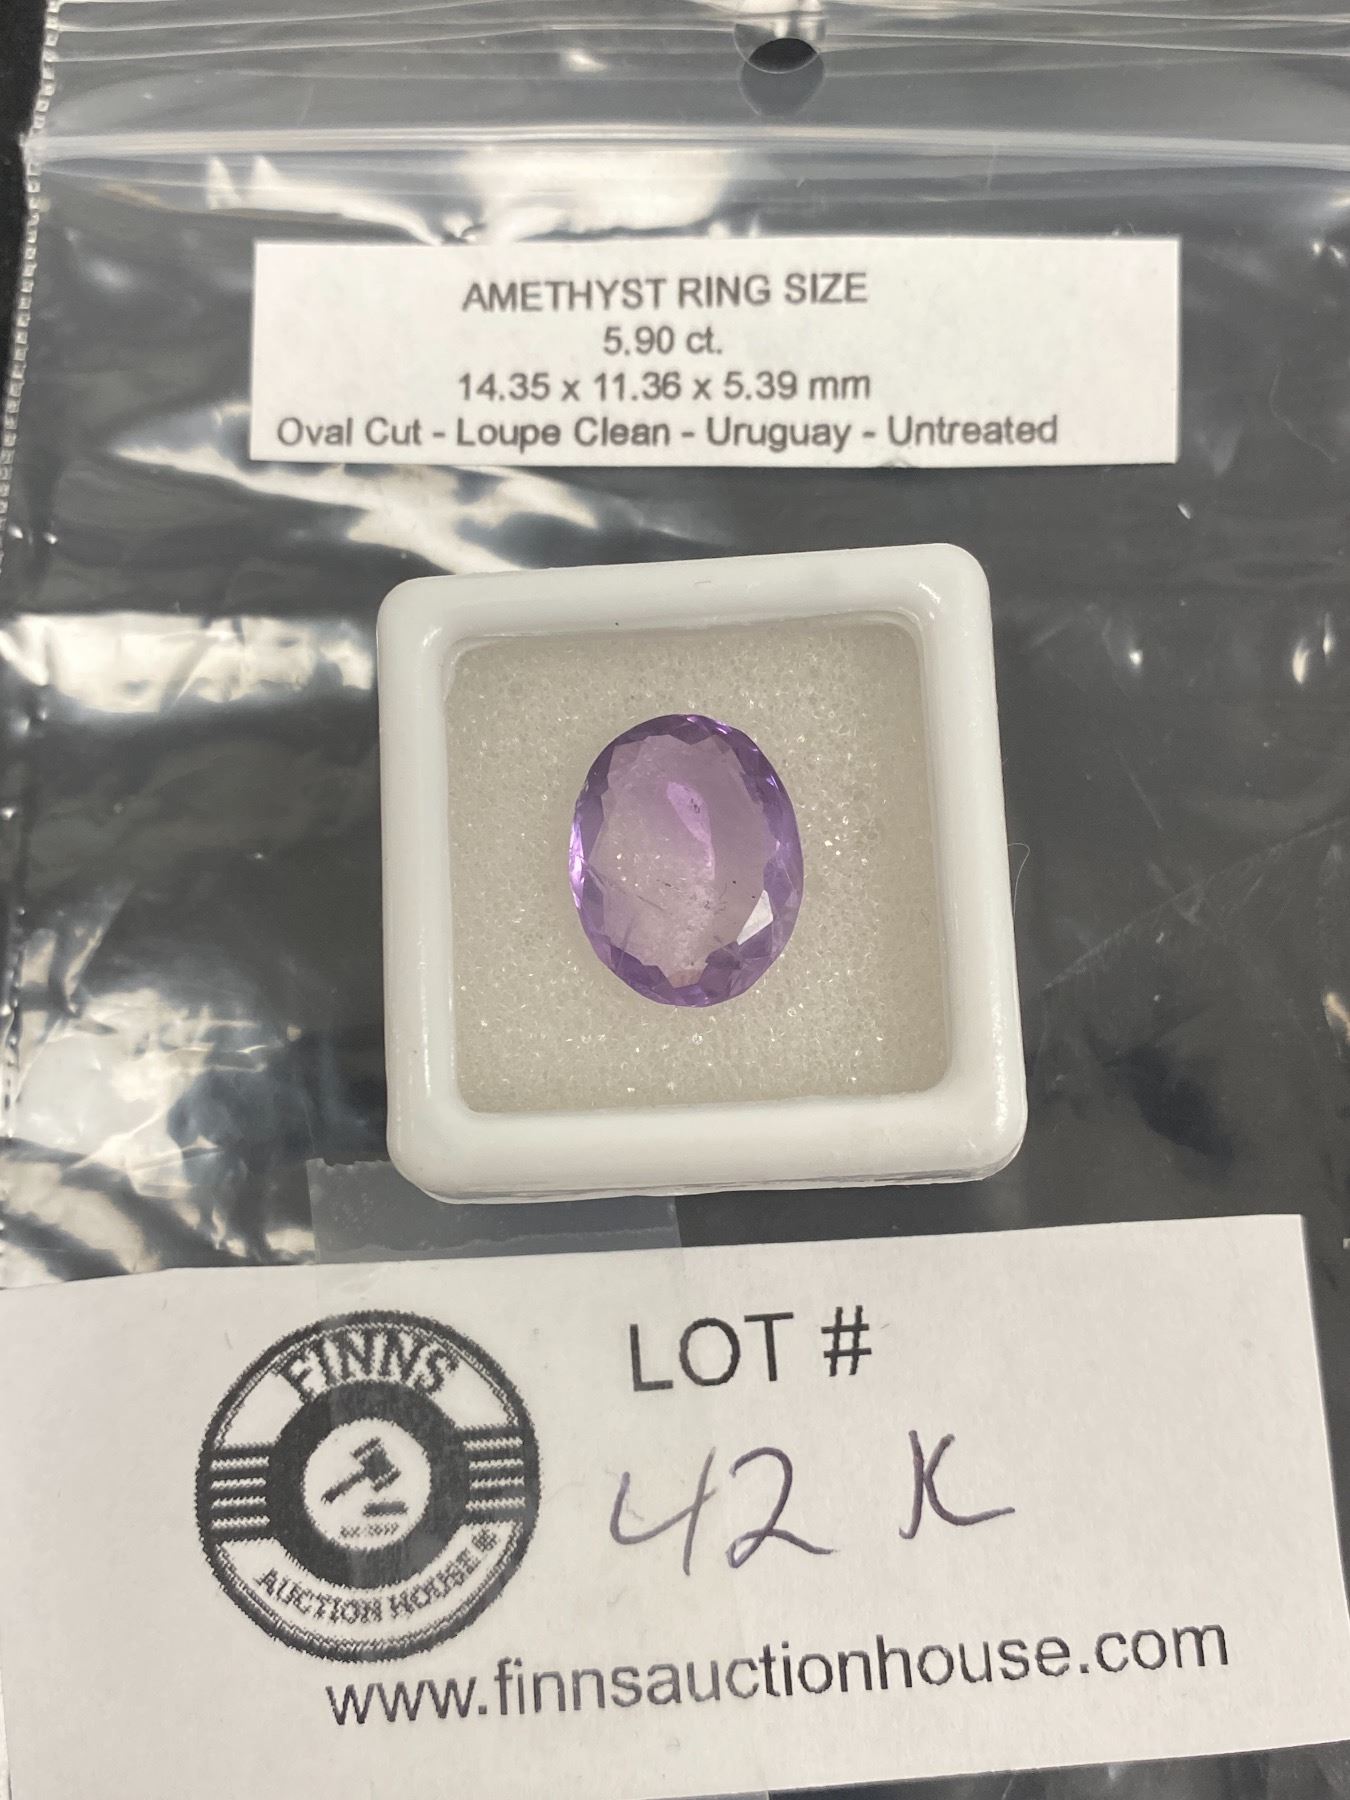 AMETHYST RING SIZE
5.90 ct.
14.35 x 11.36 x 5.39 mm
Oval Cut - Loupe Clean - Uruguay - Untreated
FINNS
AUCTION HOUSE
LOT #
42 K
www.finnsauctionhouse.com